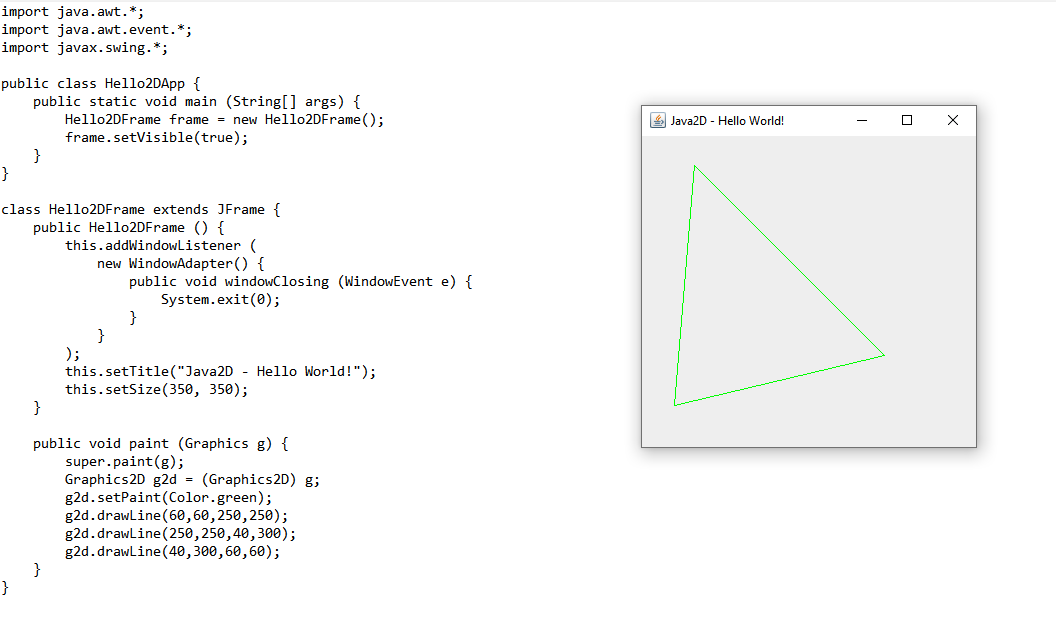 import java.awt.*;
import java.awt.event.*;
import javax.swing.*;

public class Hello2DApp {
    public static void main (String[] args) {
        Hello2DFrame frame = new Hello2DFrame();
        frame.setVisible(true);
    }
}

class Hello2DFrame extends JFrame {
    public Hello2DFrame () {
        this.addWindowListener (
            new WindowAdapter() {
                public void windowClosing (WindowEvent e) {
                    System.exit(0);
                }
            }
        );
        this.setTitle("Java2D - Hello World!");
        this.setSize(350, 350);
    }

    public void paint (Graphics g) {
        super.paint(g);
        Graphics2D g2d = (Graphics2D) g;
        g2d.setPaint(Color.green);
        g2d.drawLine(60,60,250,250);
        g2d.drawLine(250,250,40,300);
        g2d.drawLine(40,300,60,60);
    }
}
Java2D - Hello World!